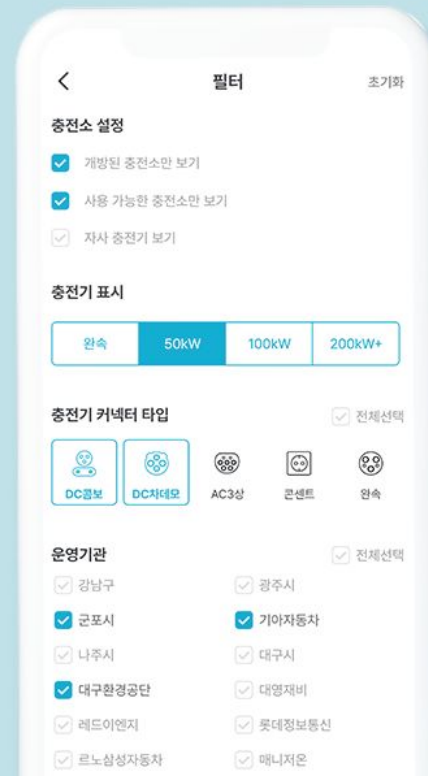 필터 초기화
충전소 설정
개방된 충전소만 보기
사용 가능한 충전소만 보기
자사 충전기 보기
충전기 표시
완속 50kW 100kW 200kW+
충전기 커넥터 타입 전체선택
DC콤보 DC차데모 AC3상 콘센트 완속
운영기관 전체선택
강남구 광주시
군포시 기아자동차
나주시 대구시
대구환경공단 대영재비
레드이엔지 롯데정보통신
르노삼성자동차 매니저온